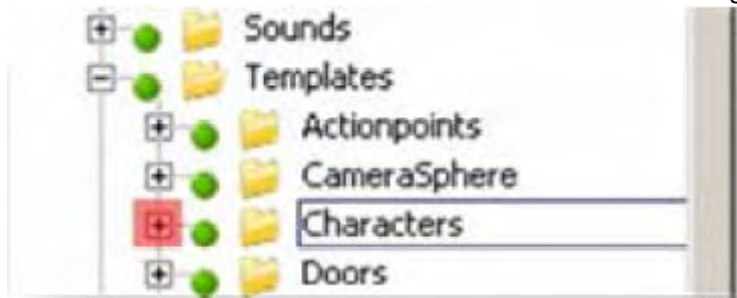 Sounds
Templates
Actionpoints
CameraSphere
Characters
Doors